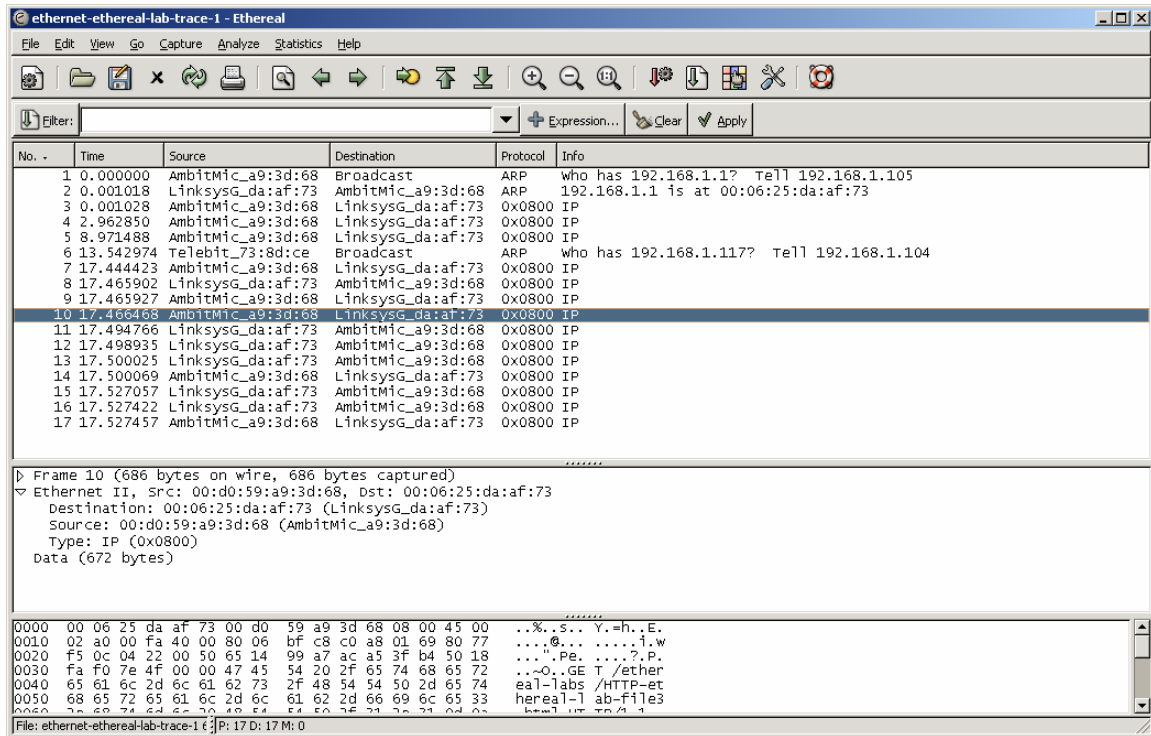 ethernet-ethereal-lab-trace-1 - Ethereal
File Edit View Go Capture Analyze Statistics Help
Filter: Expression... Clear Apply
No. . Time Source Destination Protocol Info
1 0.000000 AmbitMic_a9:3d:68 Broadcast ARP Who has 192.168.1.1? Tell 192.168.1.105
2 0.001018 LinksysG_da:af:73 AmbitMic_a9:3d:68 ARP 192.168.1.1 is at 00:06:25:da:af:73
3 0.001028 AmbitMic_a9:3d:68 LinksysG_da:af:73 0x0800 IP
4 2.962850 AmbitMic_a9:3d:68 LinksysG_da:af:73 0x0800 IP
5 8.971488 AmbitMic_a9:3d:68 LinksysG_da:af:73 0x0800 IP
6 13.542974 Telebit_73:8d:ce Broadcast ARP Who has 192.168.1.117? Tell 192.168.1.104
7 17.444423 AmbitMic_a9:3d:68 LinksysG_da:af:73 0x0800 IP
8 17.465902 LinksysG_da:af:73 AmbitMic_a9:3d:68 0x0800 IP
9 17.465927 AmbitMic_a9:3d:68 LinksysG_da:af:73 0x0800 IP
10 17.466468 AmbitMic_a9:3d:68 LinksysG_da:af:73 0x0800 IP
11 17.494766 LinksysG_da:af:73 AmbitMic_a9:3d:68 0x0800 IP
12 17.498935 LinksysG_da:af:73 AmbitMic_a9:3d:68 0x0800 IP
13 17.500025 LinksysG_da:af:73 AmbitMic_a9:3d:68 0x0800 IP
14 17.500069 AmbitMic_a9:3d:68 LinksysG_da:af:73 0x0800 IP
15 17.527057 LinksysG_da:af:73 AmbitMic_a9:3d:68 0x0800 IP
16 17.527422 LinksysG_da:af:73 AmbitMic_a9:3d:68 0x0800 IP
17 17.527457 AmbitMic_a9:3d:68 LinksysG_da:af:73 0x0800 IP
Frame 10 (686 bytes on wire, 686 bytes captured)
Ethernet II, Src: 00:d0:59:a9:3d:68, Dst: 00:06:25:da:af:73
Destination: 00:06:25:da:af:73 (LinksysG_da:af:73)
Source: 00:d0:59:a9:3d:68 (AmbitMic_a9:3d:68)
Type: IP (0x0800)
Data (672 bytes)
0000 00 06 25 da af 73 00 d0 59 a9 3d 68 08 00 45 00 ..%..s.. Y.=h..E.
0010 02 a0 00 fa 40 00 80 06 bf c8 c0 a8 01 69 80 77 ....@... .....i.w
0020 f5 0c 04 22 00 50 65 14 99 a7 ac a5 3f b4 50 18 ...".Pe. ....?.P.
0030 fa f0 7e 4f 00 00 47 45 54 20 2f 65 74 68 65 72 ..~O..GE T /ether
0040 65 61 6c 2d 6c 61 62 73 2f 48 54 54 50 2d 65 74 eal-labs /HTTP-et
0050 68 65 72 65 61 6c 2d 6c 61 62 2d 66 69 6c 65 33 hereal-l ab-file3
File: ethernet-ethereal-lab-trace-1 P: 17 D: 17 M: 0